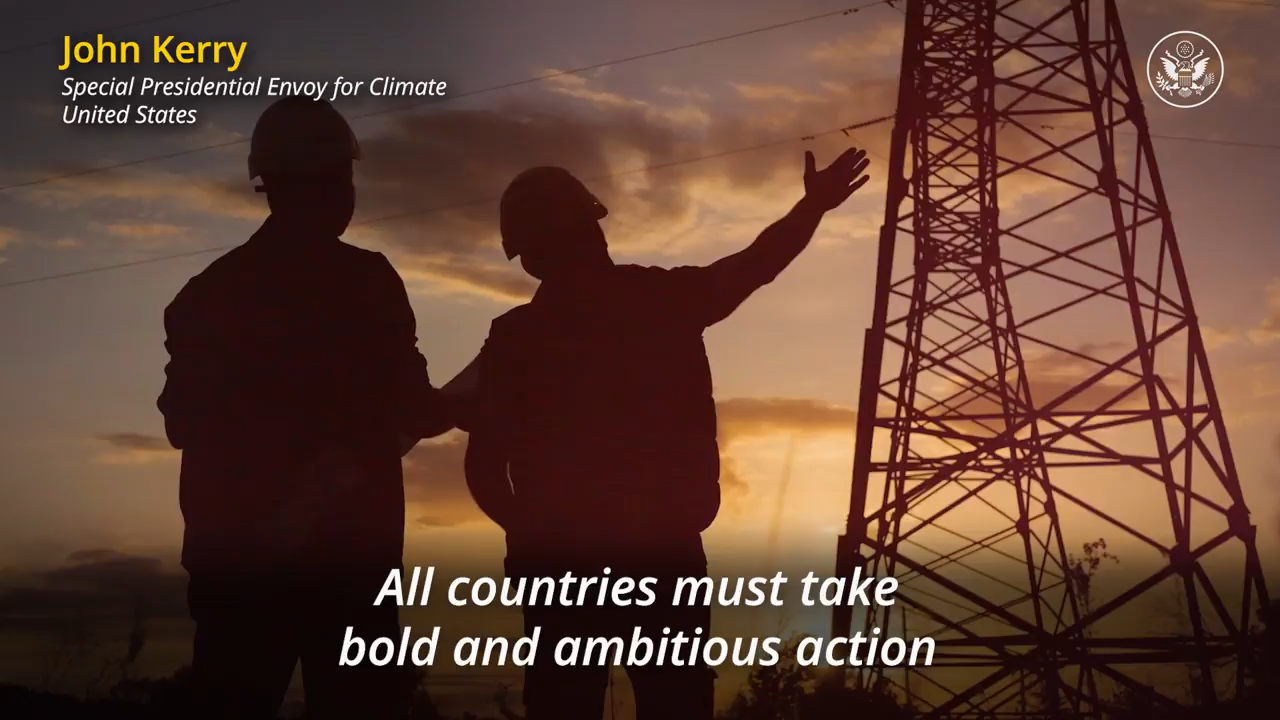 John Kerry
Special Presidential Envoy for Climate
United States
All countries must take
bold and ambitious action